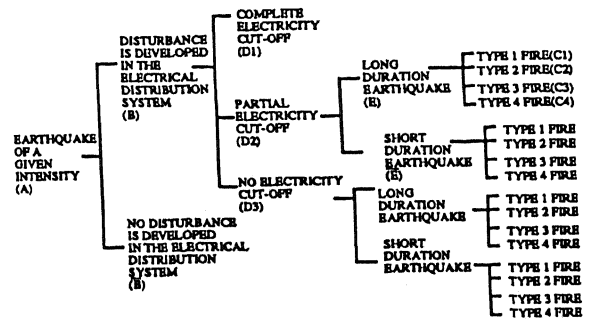 EARTHQUAKE
OF A
GIVEN
INTENSITY
(A)
DISTURBANCE
IS DEVELOPED
IN THE
ELECTRICAL
DISTRIBUTION
SYSTEM
(B)
COMPLETE
ELECTRICITY
CUT-OFF
(D1)
PARTIAL
ELECTRICITY
CUT-OFF
(D2)
LONG
DURATION
EARTHQUAKE
(E)
TYPE 1 FIRE(C1)
TYPE 2 FIRE(C2)
TYPE 3 FIRE(C3)
TYPE 4 FIRE(C4)
SHORT
DURATION
EARTHQUAKE
(E̅)
TYPE 1 FIRE
TYPE 2 FIRE
TYPE 3 FIRE
TYPE 4 FIRE
NO ELECTRICITY
CUT-OFF
(D3)
LONG
DURATION
EARTHQUAKE
TYPE 1 FIRE
TYPE 2 FIRE
TYPE 3 FIRE
TYPE 4 FIRE
SHORT
DURATION
EARTHQUAKE
TYPE 1 FIRE
TYPE 2 FIRE
TYPE 3 FIRE
TYPE 4 FIRE
NO DISTURBANCE
IS DEVELOPED
IN THE ELECTRICAL
DISTRIBUTION
SYSTEM
(B̅)